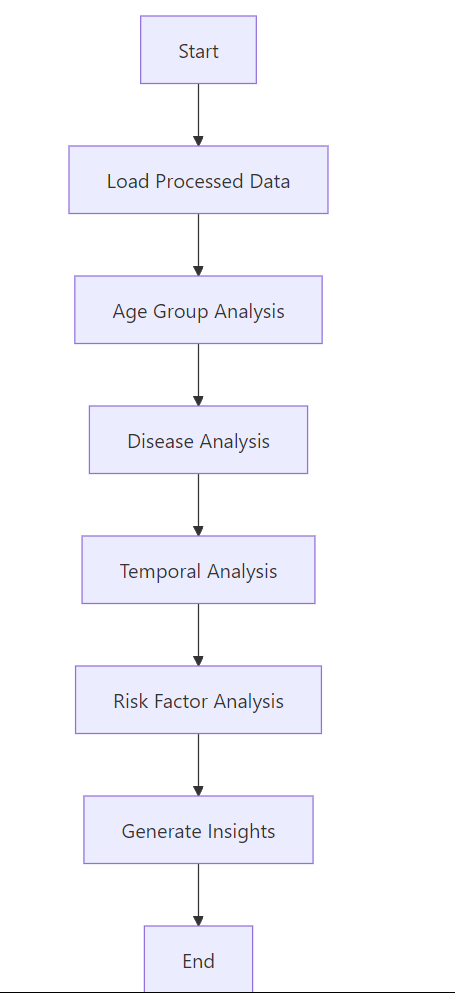 Start
Load Processed Data
Age Group Analysis
Disease Analysis
Temporal Analysis
Risk Factor Analysis
Generate Insights
End